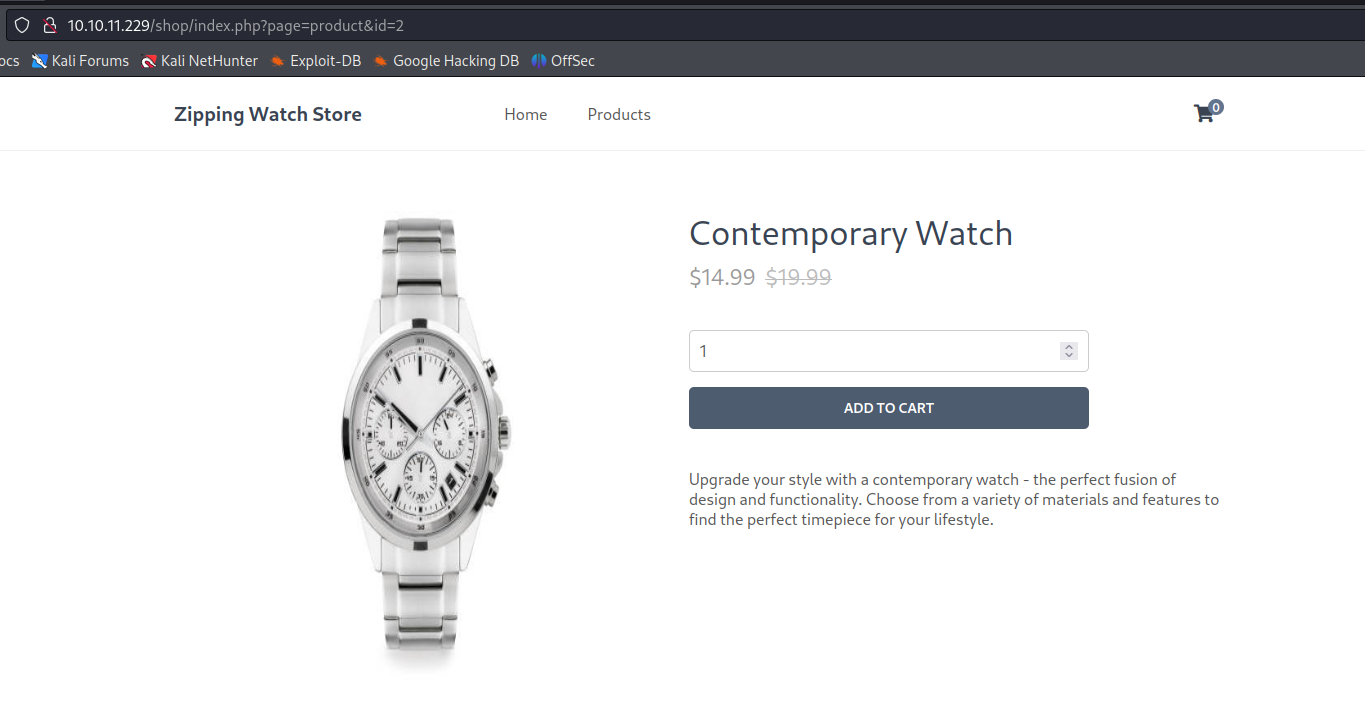 10.10.11.229/shop/index.php?page=product&id=2
ocs Kali Forums Kali NetHunter Exploit-DB Google Hacking DB OffSec
Zipping Watch Store Home Products 0
Contemporary Watch
$14.99 $19.99
1
ADD TO CART
Upgrade your style with a contemporary watch - the perfect fusion of
design and functionality. Choose from a variety of materials and features to
find the perfect timepiece for your lifestyle.